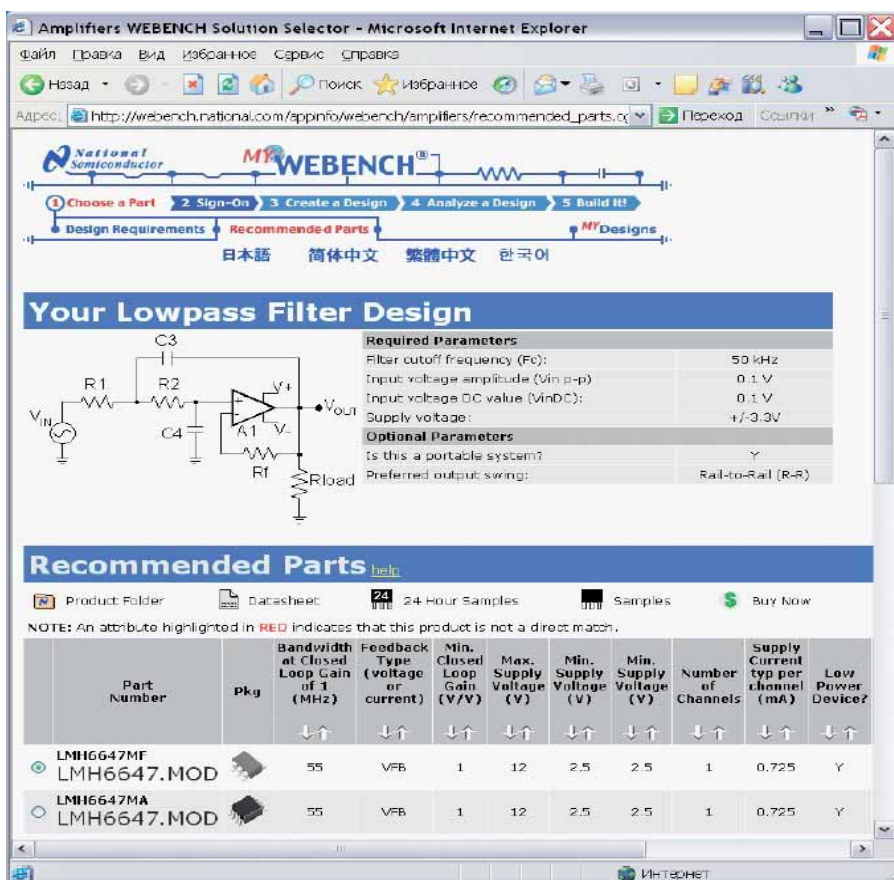 Amplifiers WEBENCH Solution Selector - Microsoft Internet Explorer
Файл Правка Вид Избранное Сервис Справка
Назад Поиск Избранное
Адрес: http://webench.national.com/appinfo/webench/amplifiers/recommended_parts.cg Переход Ссылки »
National Semiconductor MY WEBENCH®
1 Choose a Part 2 Sign-On 3 Create a Design 4 Analyze a Design 5 Build It!
Design Requirements Recommended Parts MY Designs
日本語 简体中文 繁體中文 한국어
Your Lowpass Filter Design
C3
R1 R2
VIN
C4
A1
V+
V-
VOUT
Rf
Rload
Required Parameters
Filter cutoff frequency (Fc): 50 kHz
Input voltage amplitude (Vin p-p) 0.1 V
Input voltage DC value (VinDC): 0.1 V
Supply voltage: +/-3.3V
Optional Parameters
Is this a portable system? Y
Preferred output swing: Rail-to-Rail (R-R)
Recommended Parts help
Product Folder Datasheet 24 24 Hour Samples Samples $ Buy Now
NOTE: An attribute highlighted in RED indicates that this product is not a direct match.
Part Number
Pkg
Bandwidth at Closed Loop Gain of 1 (MHz)
Feedback Type (voltage or current)
Min. Closed Loop Gain (V/V)
Max. Supply Voltage (V)
Min. Supply Voltage (V)
Min. Supply Voltage (V)
Number of Channels
Supply Current typ per channel (mA)
Low Power Device?
LMH6647MF
LMH6647.MOD 55 VFB 1 12 2.5 2.5 1 0.725 Y
LMH6647MA
LMH6647.MOD 55 VFB 1 12 2.5 2.5 1 0.725 Y
Интернет